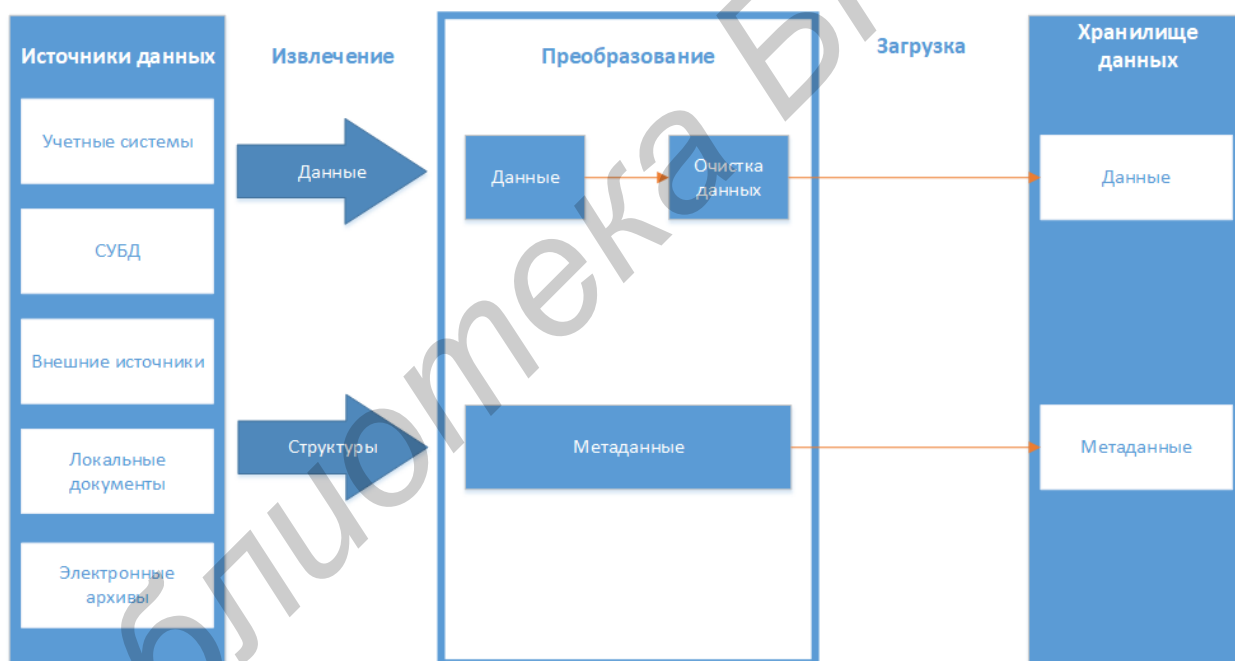 Источники данных
Извлечение
Преобразование
Загрузка
Хранилище
данных
Учетные системы
СУБД
Внешние источники
Локальные
документы
Электронные
архивы
Данные
Структуры
Данные
Очистка
данных
Метаданные
Данные
Метаданные